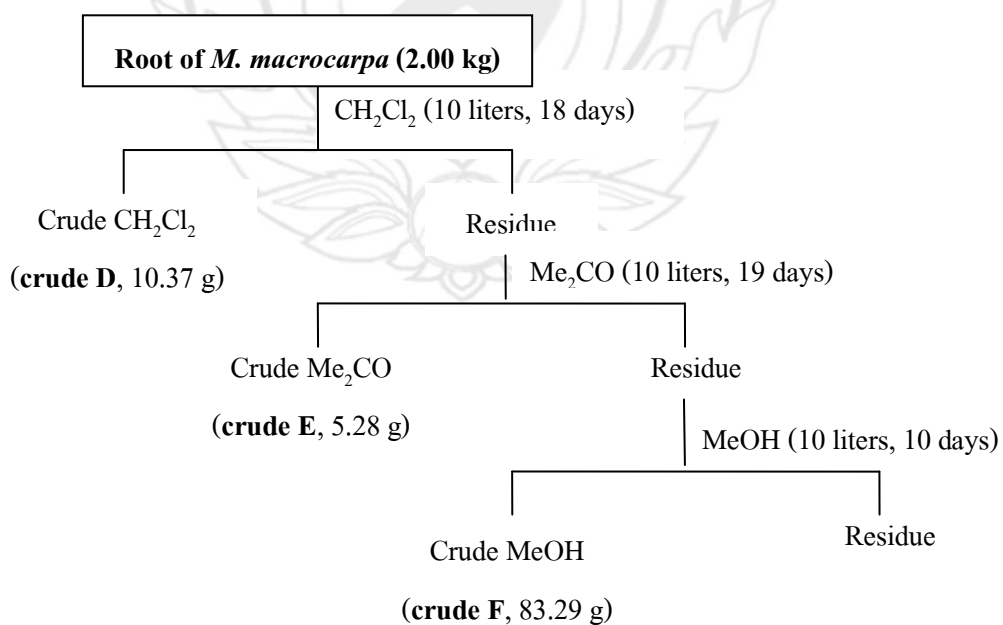 Root of M. macrocarpa (2.00 kg)
CH₂Cl₂ (10 liters, 18 days)
Crude CH₂Cl₂
(crude D, 10.37 g)
Residue
Me₂CO (10 liters, 19 days)
Crude Me₂CO
(crude E, 5.28 g)
Residue
MeOH (10 liters, 10 days)
Crude MeOH
(crude F, 83.29 g)
Residue